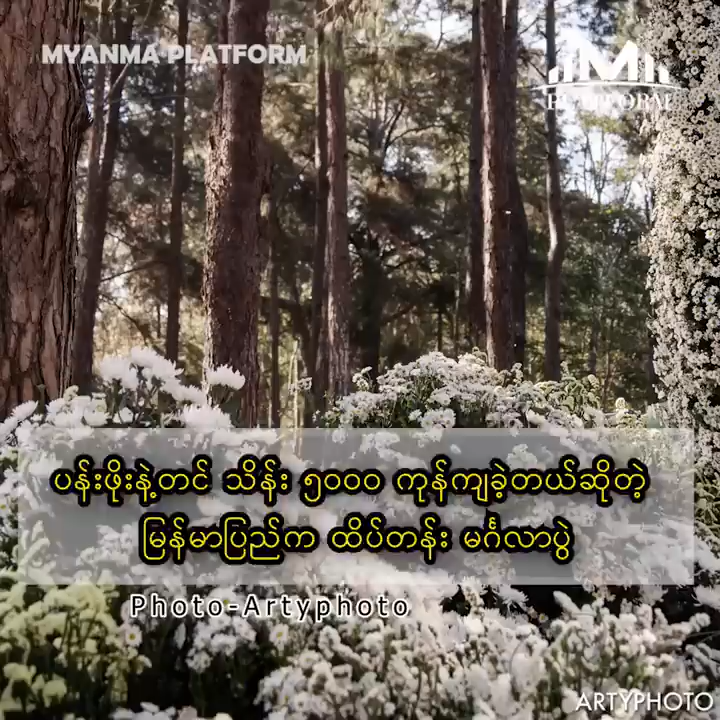 MYANMA PLATFORM
M
PLATFORM
ပန်းဖိုးနဲ့တင် သိန်း ၅၀၀၀ ကုန်ကျခဲ့တယ်ဆိုတဲ့
မြန်မာပြည်က ထိပ်တန်း မင်္ဂလာပွဲ
Photo-Artyphoto
ARTYPHOTO